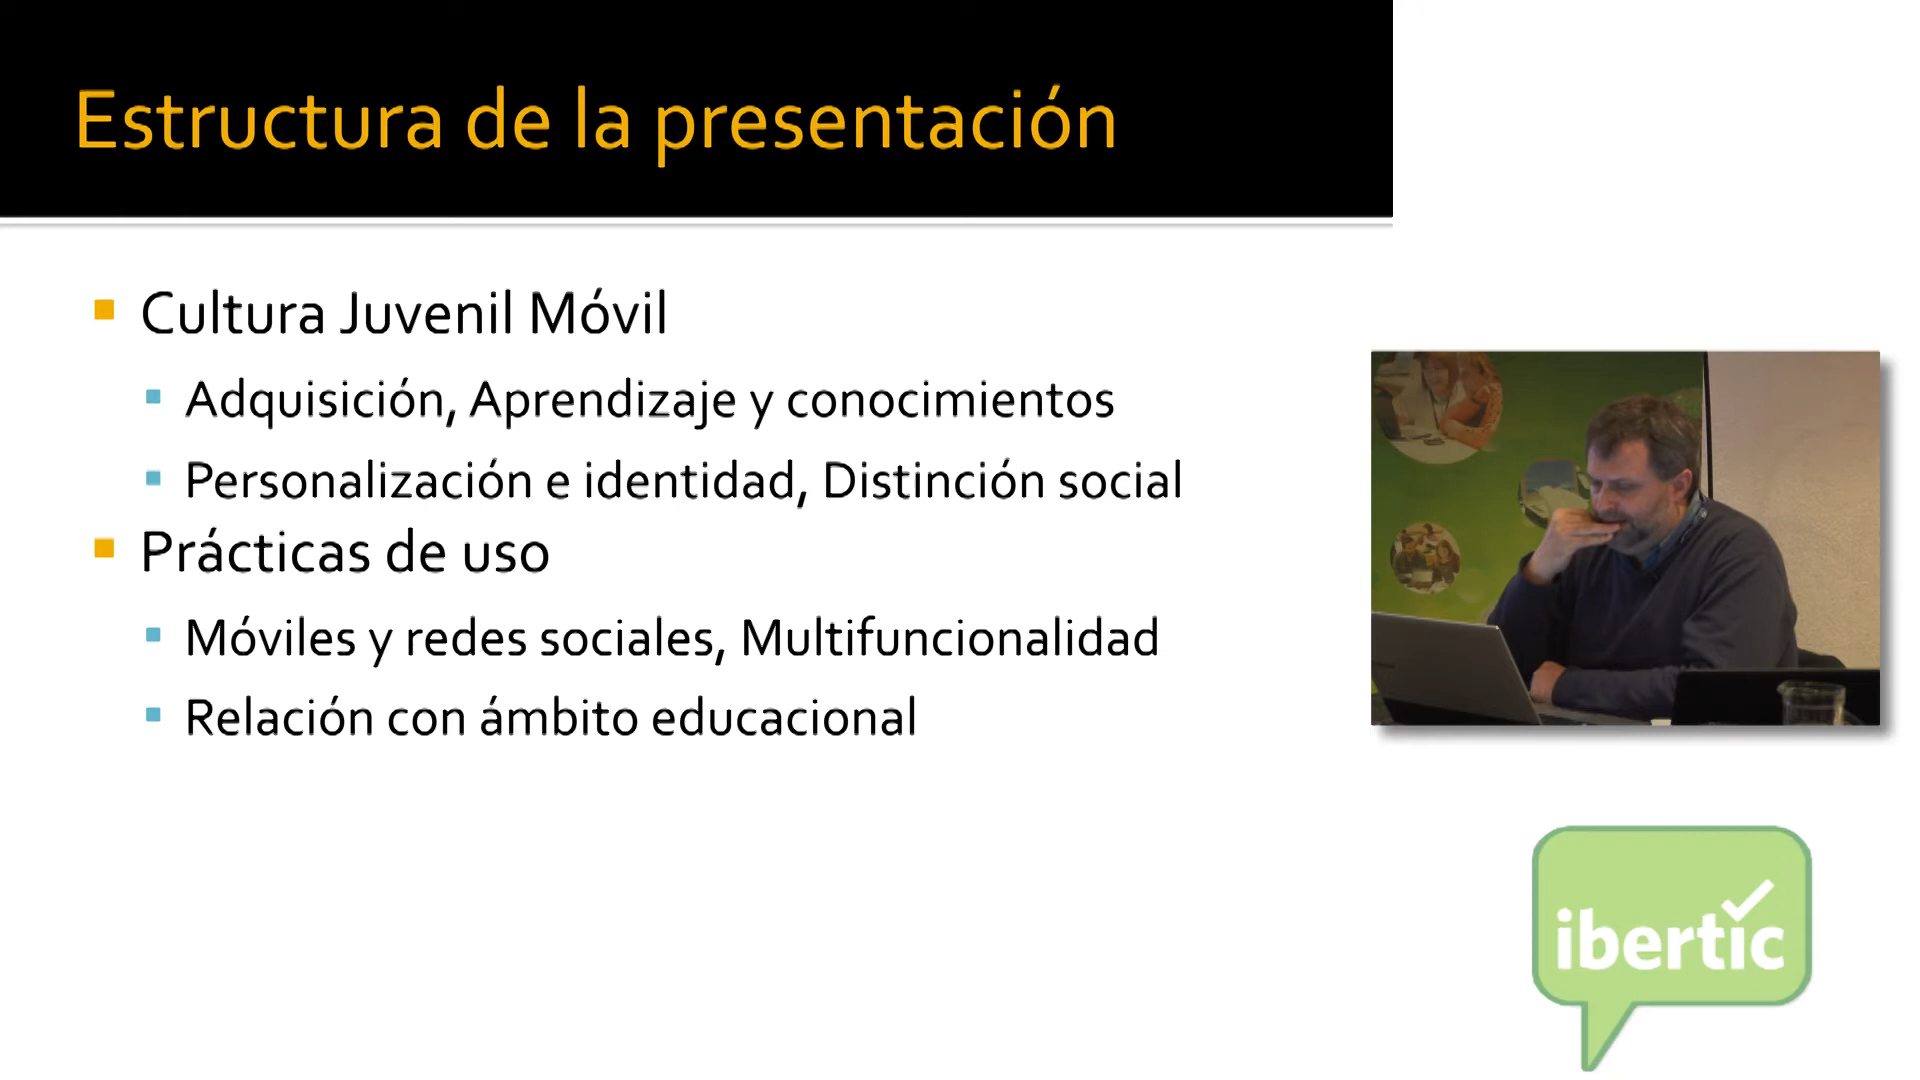 Estructura de la presentación
Cultura Juvenil Móvil
Adquisición, Aprendizaje y conocimientos
Personalización e identidad, Distinción social
Prácticas de uso
Móviles y redes sociales, Multifuncionalidad
Relación con ámbito educacional
ibertic